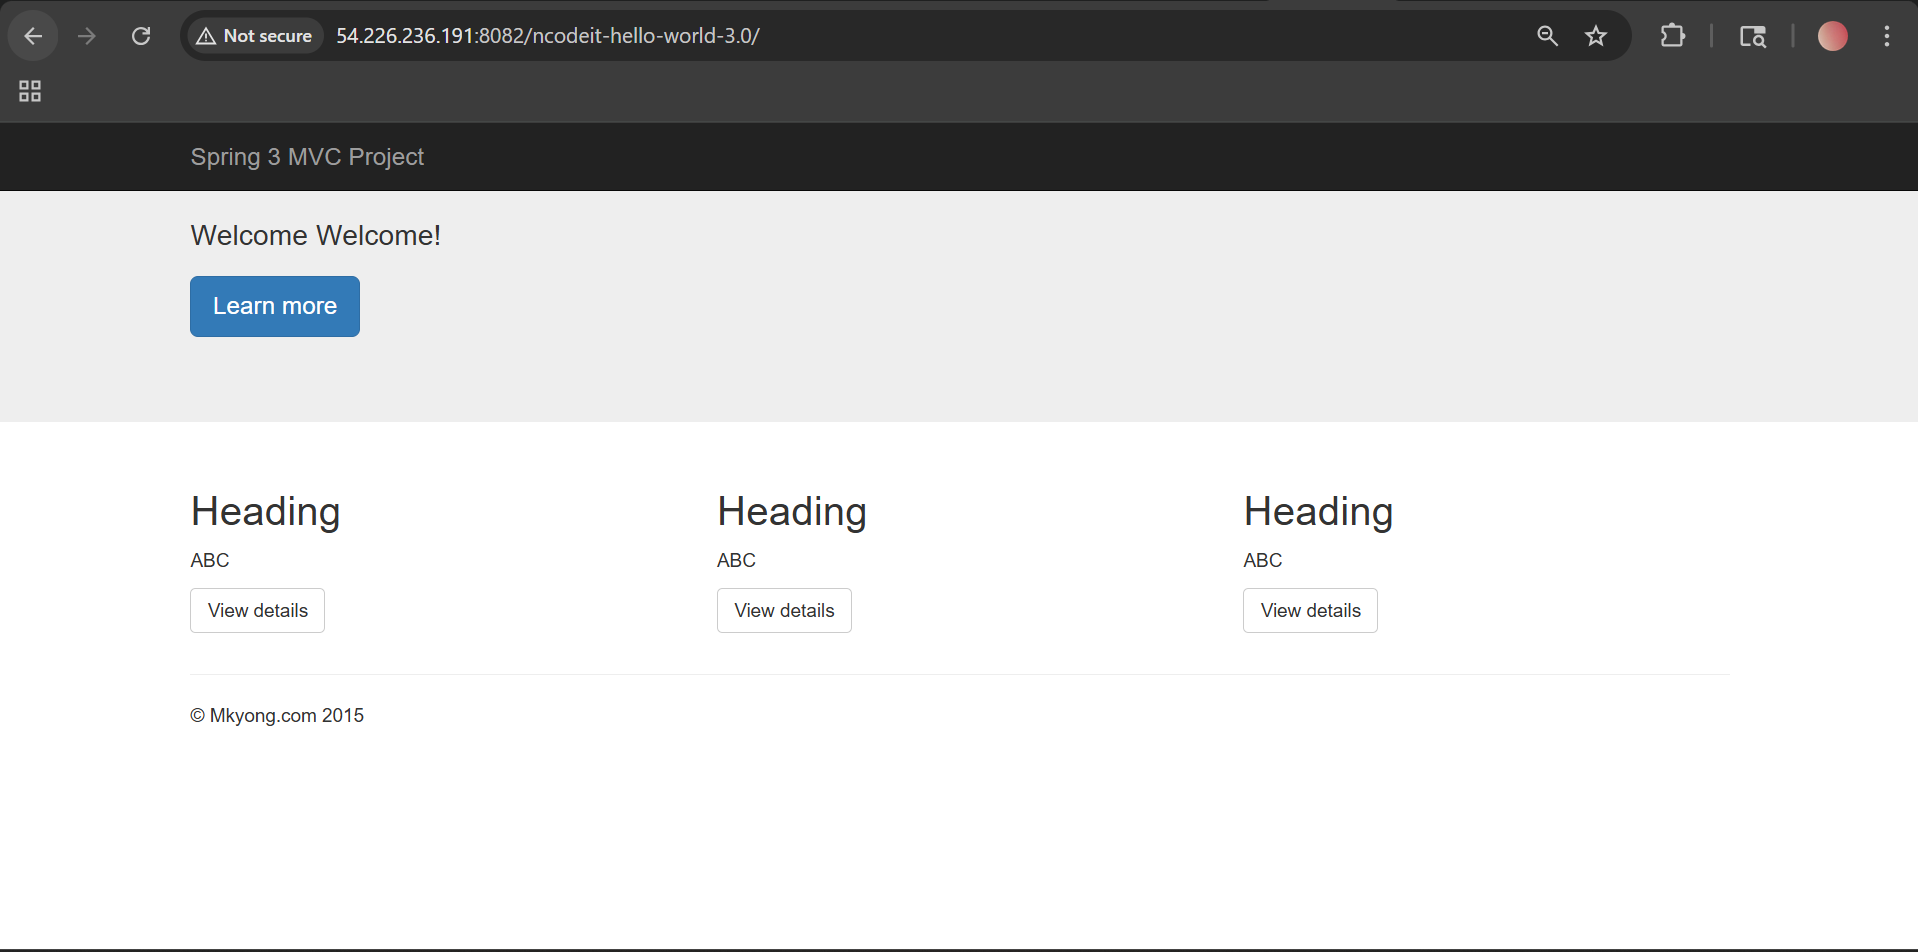 Not secure 54.226.236.191:8082/ncodeit-hello-world-3.0/
Spring 3 MVC Project
Welcome Welcome!
Learn more
Heading Heading Heading
ABC ABC ABC
View details View details View details
© Mkyong.com 2015